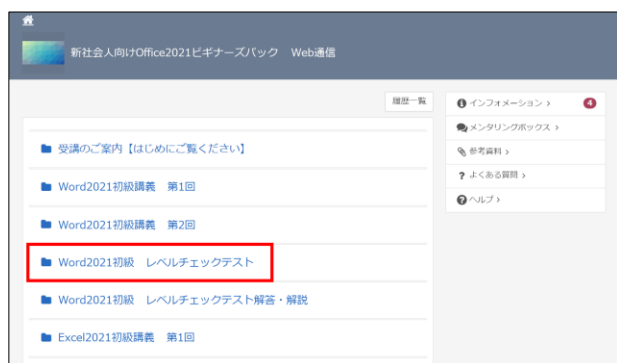 新社会人向けOffice2021ビギナーズパック　Web通信
履歴一覧
受講のご案内【はじめにご覧ください】
Word2021初級講義　第1回
Word2021初級講義　第2回
Word2021初級　レベルチェックテスト
Word2021初級　レベルチェックテスト解答・解説
Excel2021初級講義　第1回
インフォメーション › 4
メンタリングボックス ›
参考資料 ›
よくある質問 ›
ヘルプ ›